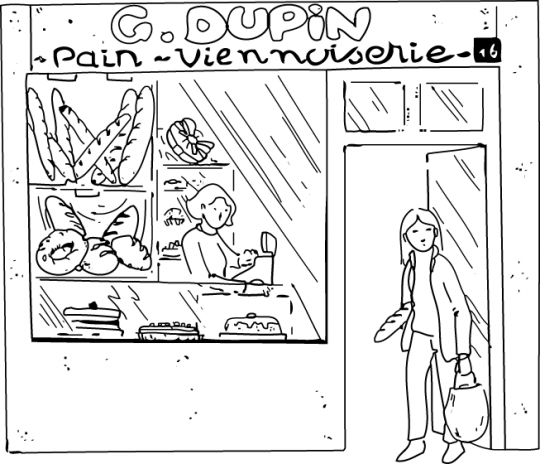 G. DUPiN
- Pain - Viennoiserie - 16